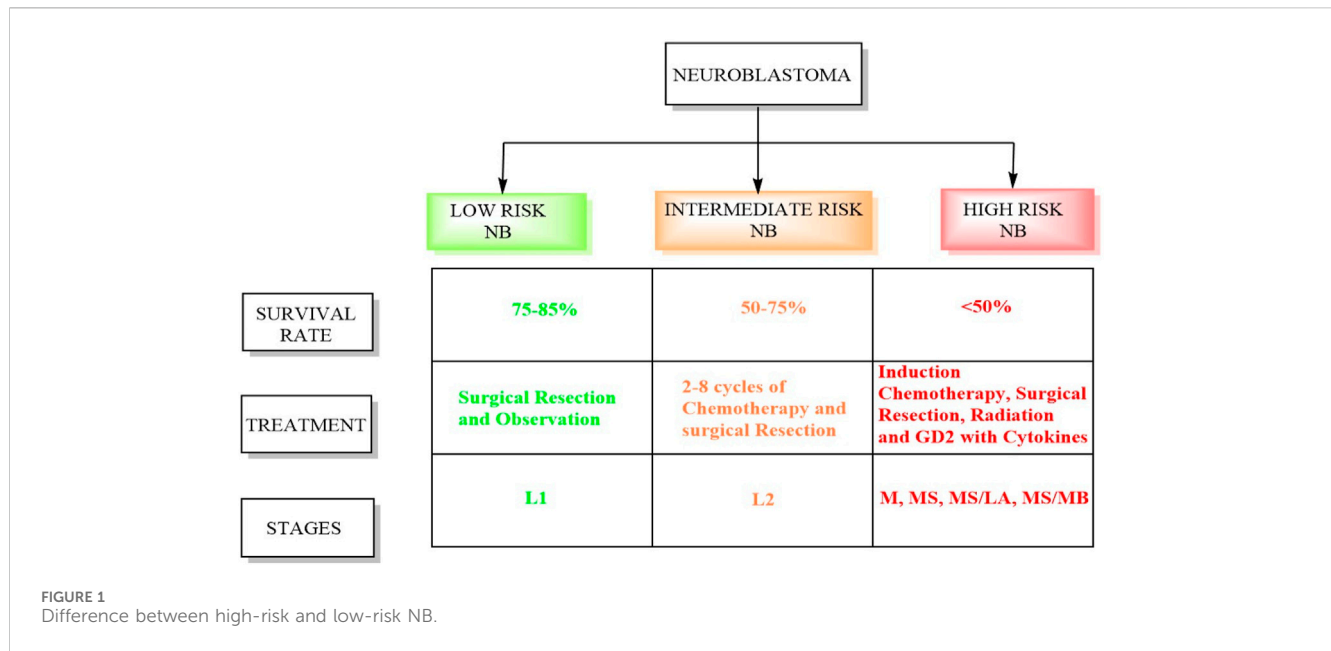 NEUROBLASTOMA
LOW RISK
NB
INTERMEDIATE RISK
NB
HIGH RISK
NB
SURVIVAL
RATE
75-85%
50-75%
<50%
TREATMENT
Surgical Resection
and Observation
2-8 cycles of
Chemotherapy and
surgical Resection
Induction
Chemotherapy, Surgical
Resection, Radiation
and GD2 with Cytokines
STAGES
L1
L2
M, MS, MS/LA, MS/MB
FIGURE 1
Difference between high-risk and low-risk NB.